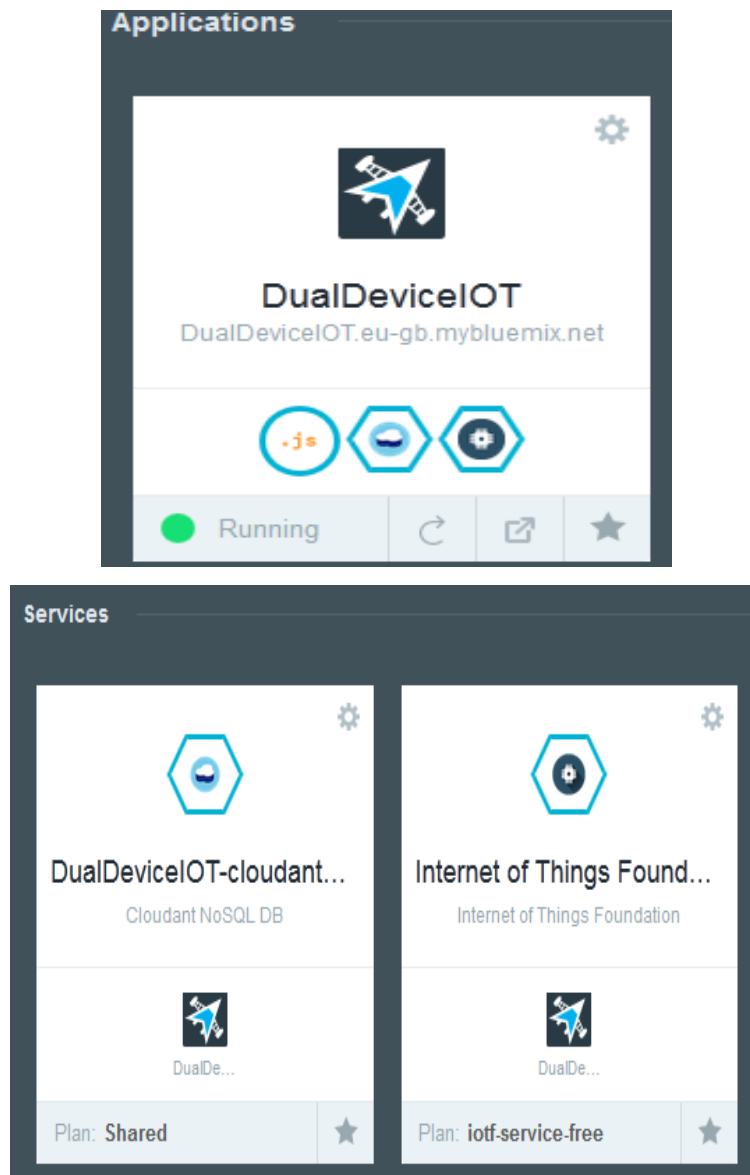 Applications
DualDeviceIOT
DualDeviceIOT.eu-gb.mybluemix.net
.js
Running
Services
DualDeviceIOT-cloudant...
Cloudant NoSQL DB
DualDe...
Plan: Shared
Internet of Things Found...
Internet of Things Foundation
DualDe...
Plan: iotf-service-free